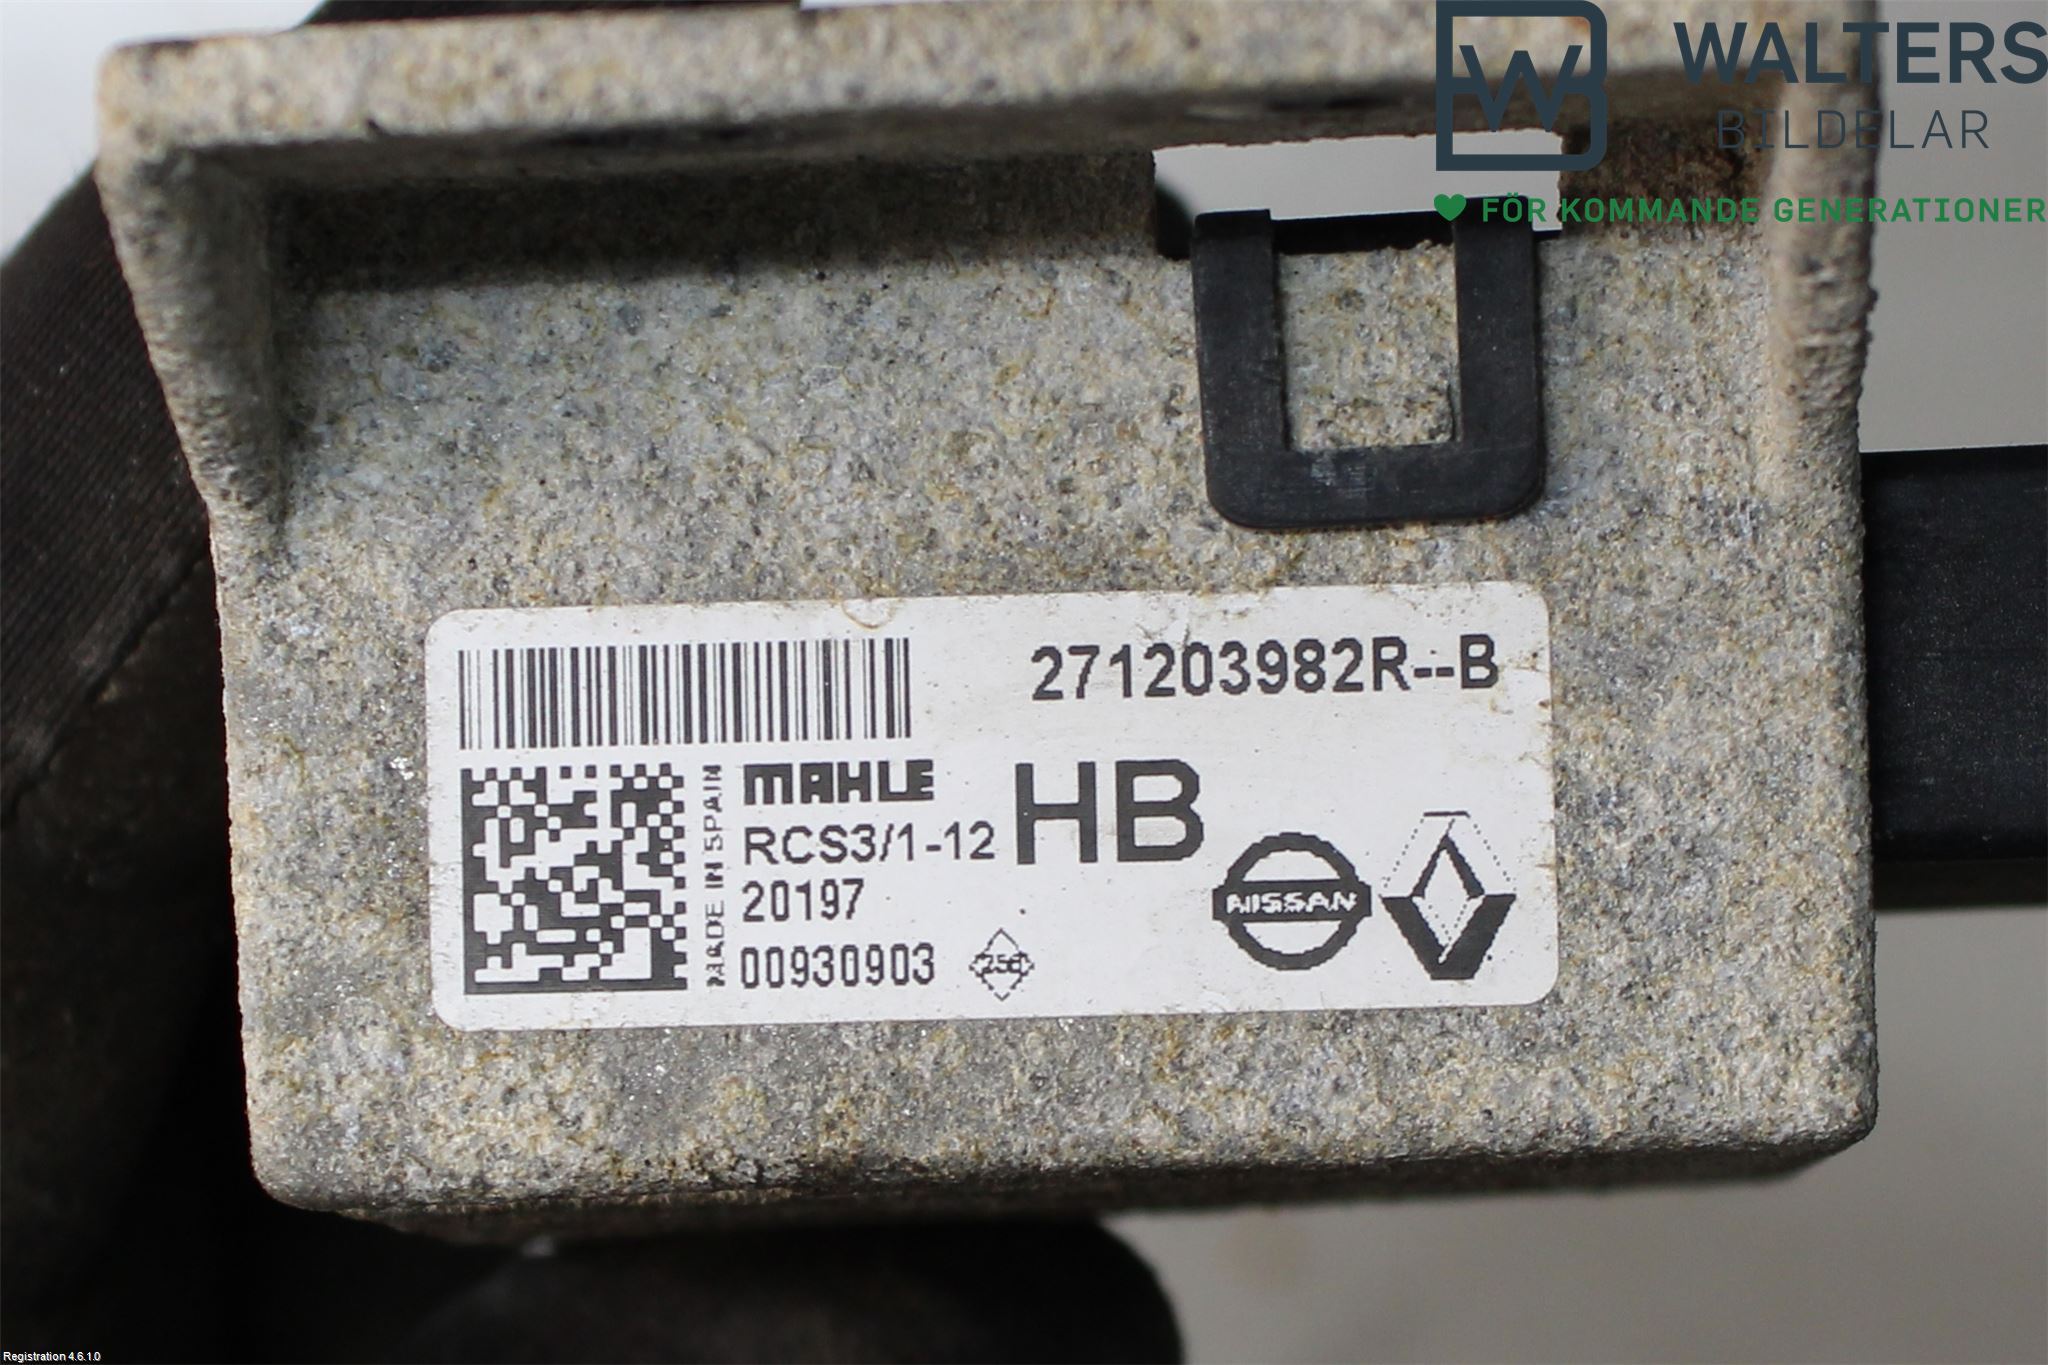 WALTERS
BILDELAR
FÖR KOMMANDE GENERATIONER
271203982R--B
MADE IN SPAIN
MAHLE
HB
RCS3/1-12
20197
00930903
NISSAN
Registration 4.6.1.0